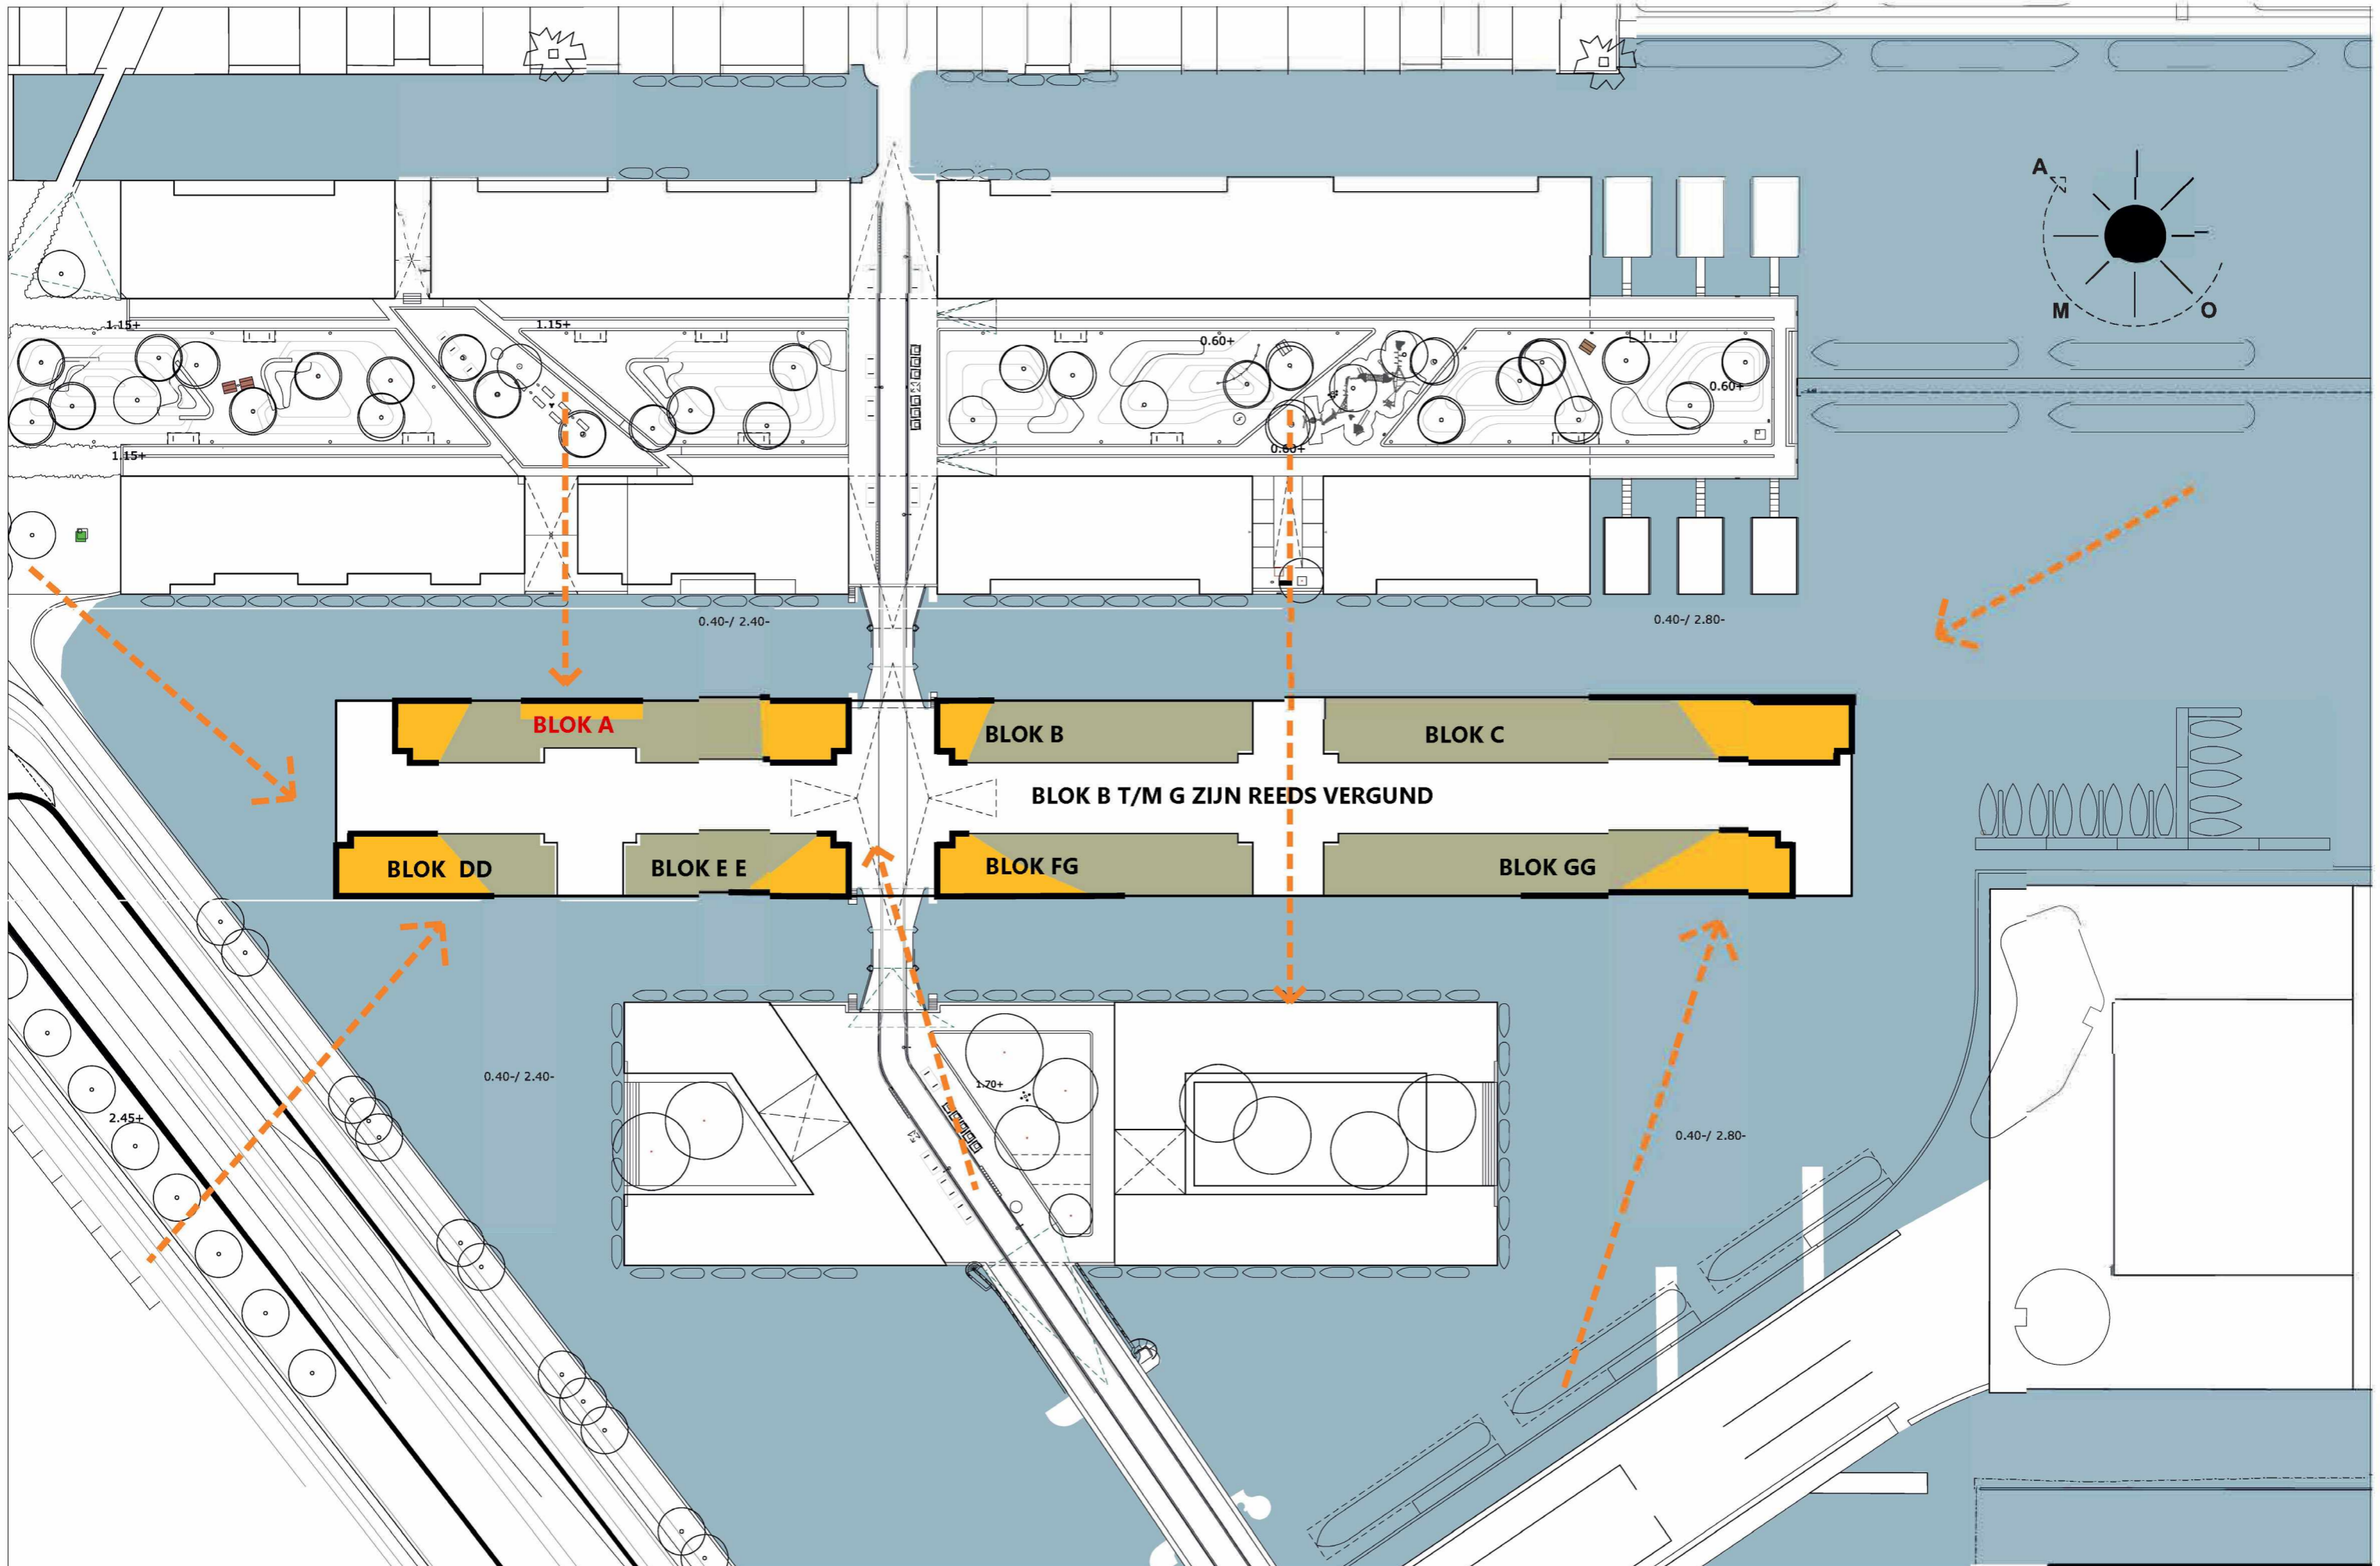 A
M
O
1.15+
1.15+
0.60+
0.60+
1.15+
0.60+
0.40-/ 2.40-
0.40-/ 2.80-
BLOK A
BLOK B
BLOK C
BLOK B T/M G ZIJN REEDS VERGUND
BLOK DD
BLOK E E
BLOK FG
BLOK GG
0.40-/ 2.40-
1.70+
2.45+
0.40-/ 2.80-